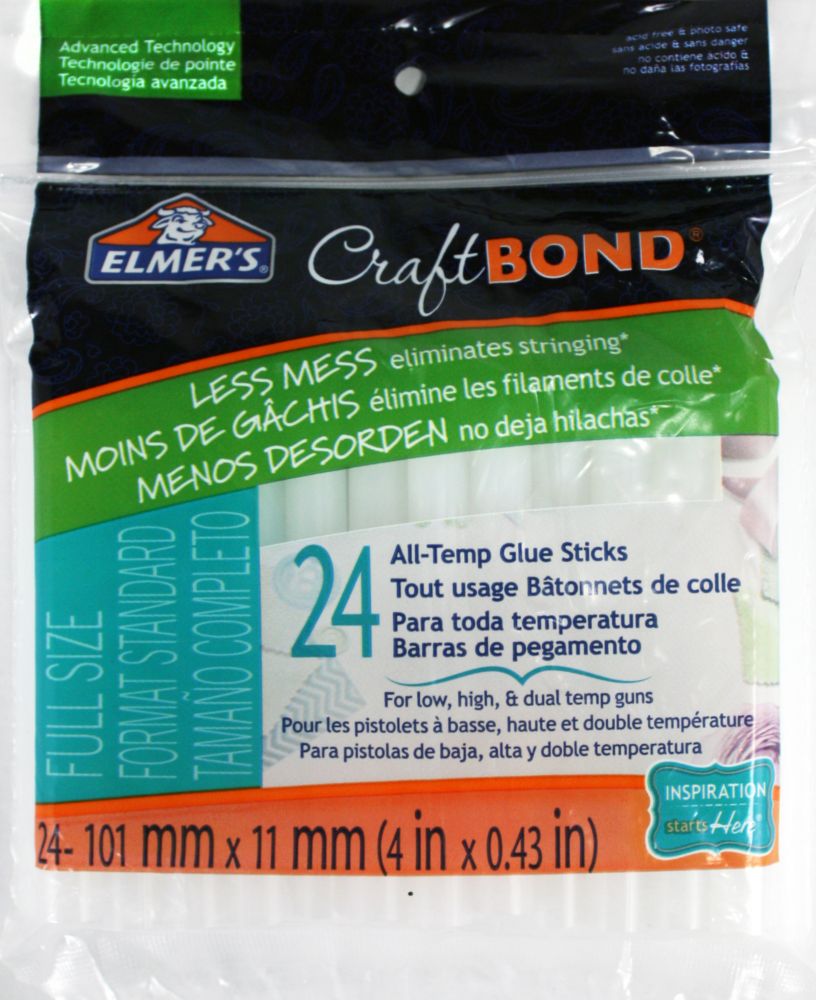 Advanced Technology
Technologie de pointe
Tecnología avanzada
acid free & photo safe
sans acide & sans danger
no contiene acido &
no daña las fotografías
ELMER'S®
CraftBOND®
LESS MESS eliminates stringing*
MOINS DE GÂCHIS élimine les filaments de colle*
MENOS DESORDEN no deja hilachas*
FULL SIZE
FORMAT STANDARD
TAMAÑO COMPLETO
24
All-Temp Glue Sticks
Tout usage Bâtonnets de colle
Para toda temperatura
Barras de pegamento
For low, high, & dual temp guns
Pour les pistolets à basse, haute et double température
Para pistolas de baja, alta y doble temperatura
INSPIRATION
starts Here®
24- 101 mm x 11 mm (4 in x 0.43 in)